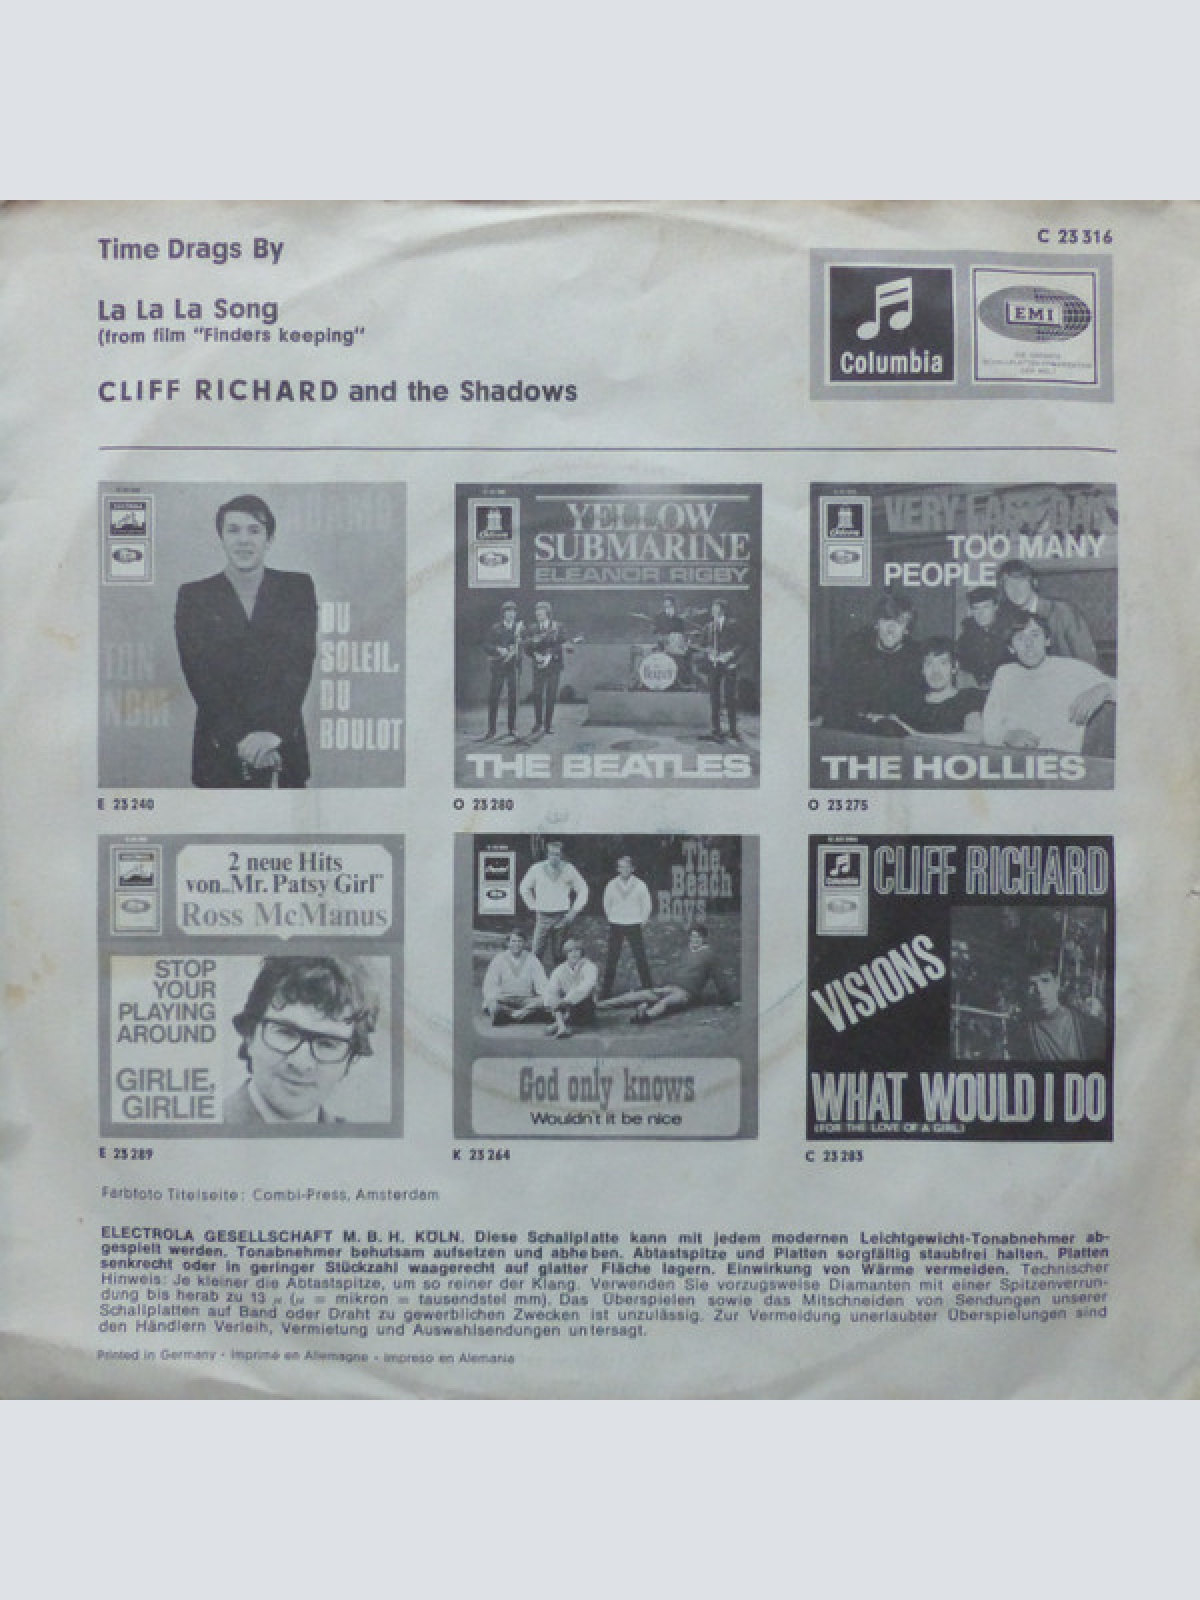 Time Drags By
C 23 316
La La La Song
(from film "Finders keeping"
CLIFF RICHARD and the Shadows
Columbia
EMI
ADAMO
TON
NOM
DU
SOLEIL,
DU
BOULOT
E 23 240
YELLOW
SUBMARINE
ELEANOR RIGBY
THE BEATLES
O 23 280
VERY LAST DAY
TOO MANY
PEOPLE
THE HOLLIES
O 23 275
2 neue Hits
von „Mr. Patsy Girl"
Ross McManus
STOP
YOUR
PLAYING
AROUND
GIRLIE,
GIRLIE
E 23 289
The
Beach
Boys
God only knows
Wouldn't it be nice
K 23 264
Columbia
CLIFF RICHARD
VISIONS
WHAT WOULD I DO
(FOR THE LOVE OF A GIRL)
C 23 283
Farbfoto Titelseite: Combi-Press, Amsterdam
ELECTROLA GESELLSCHAFT M. B. H. KÖLN. Diese Schallplatte kann mit jedem modernen Leichtgewicht-Tonabnehmer ab-
gespielt werden. Tonabnehmer behutsam aufsetzen und abheben. Abtastspitze und Platten sorgfältig staubfrei halten. Platten
senkrecht oder in geringer Stückzahl waagerecht auf glatter Fläche lagern. Einwirkung von Wärme vermeiden. Technischer
Hinweis: Je kleiner die Abtastspitze, um so reiner der Klang. Verwenden Sie vorzugsweise Diamanten mit einer Spitzenverrun-
dung bis herab zu 13 μ (μ = mikron = tausendstel mm). Das Überspielen sowie das Mitschneiden von Sendungen unserer
Schallplatten auf Band oder Draht zu gewerblichen Zwecken ist unzulässig. Zur Vermeidung unerlaubter Überspielungen sind
den Händlern Verleih, Vermietung und Auswahlsendungen untersagt.
Printed in Germany · Imprimé en Allemagne · Impreso en Alemania